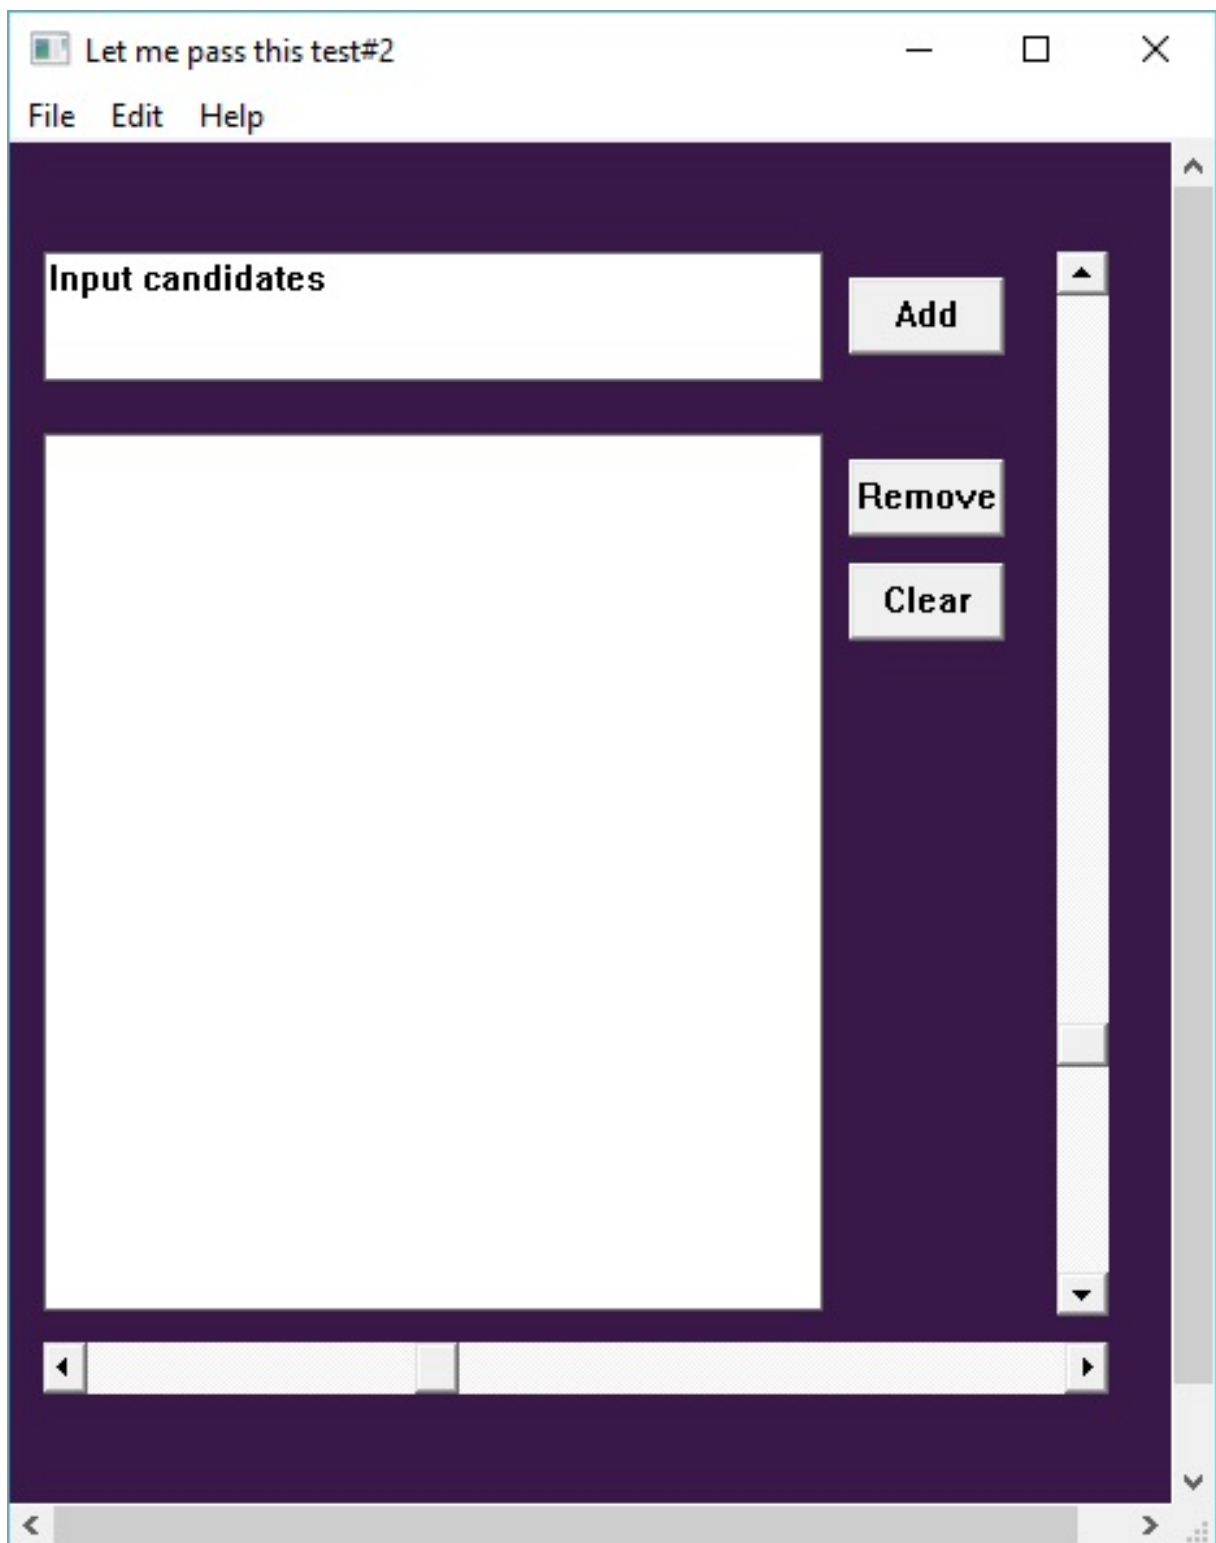 Let me pass this test#2
File Edit Help
Input candidates
Add
Remove
Clear